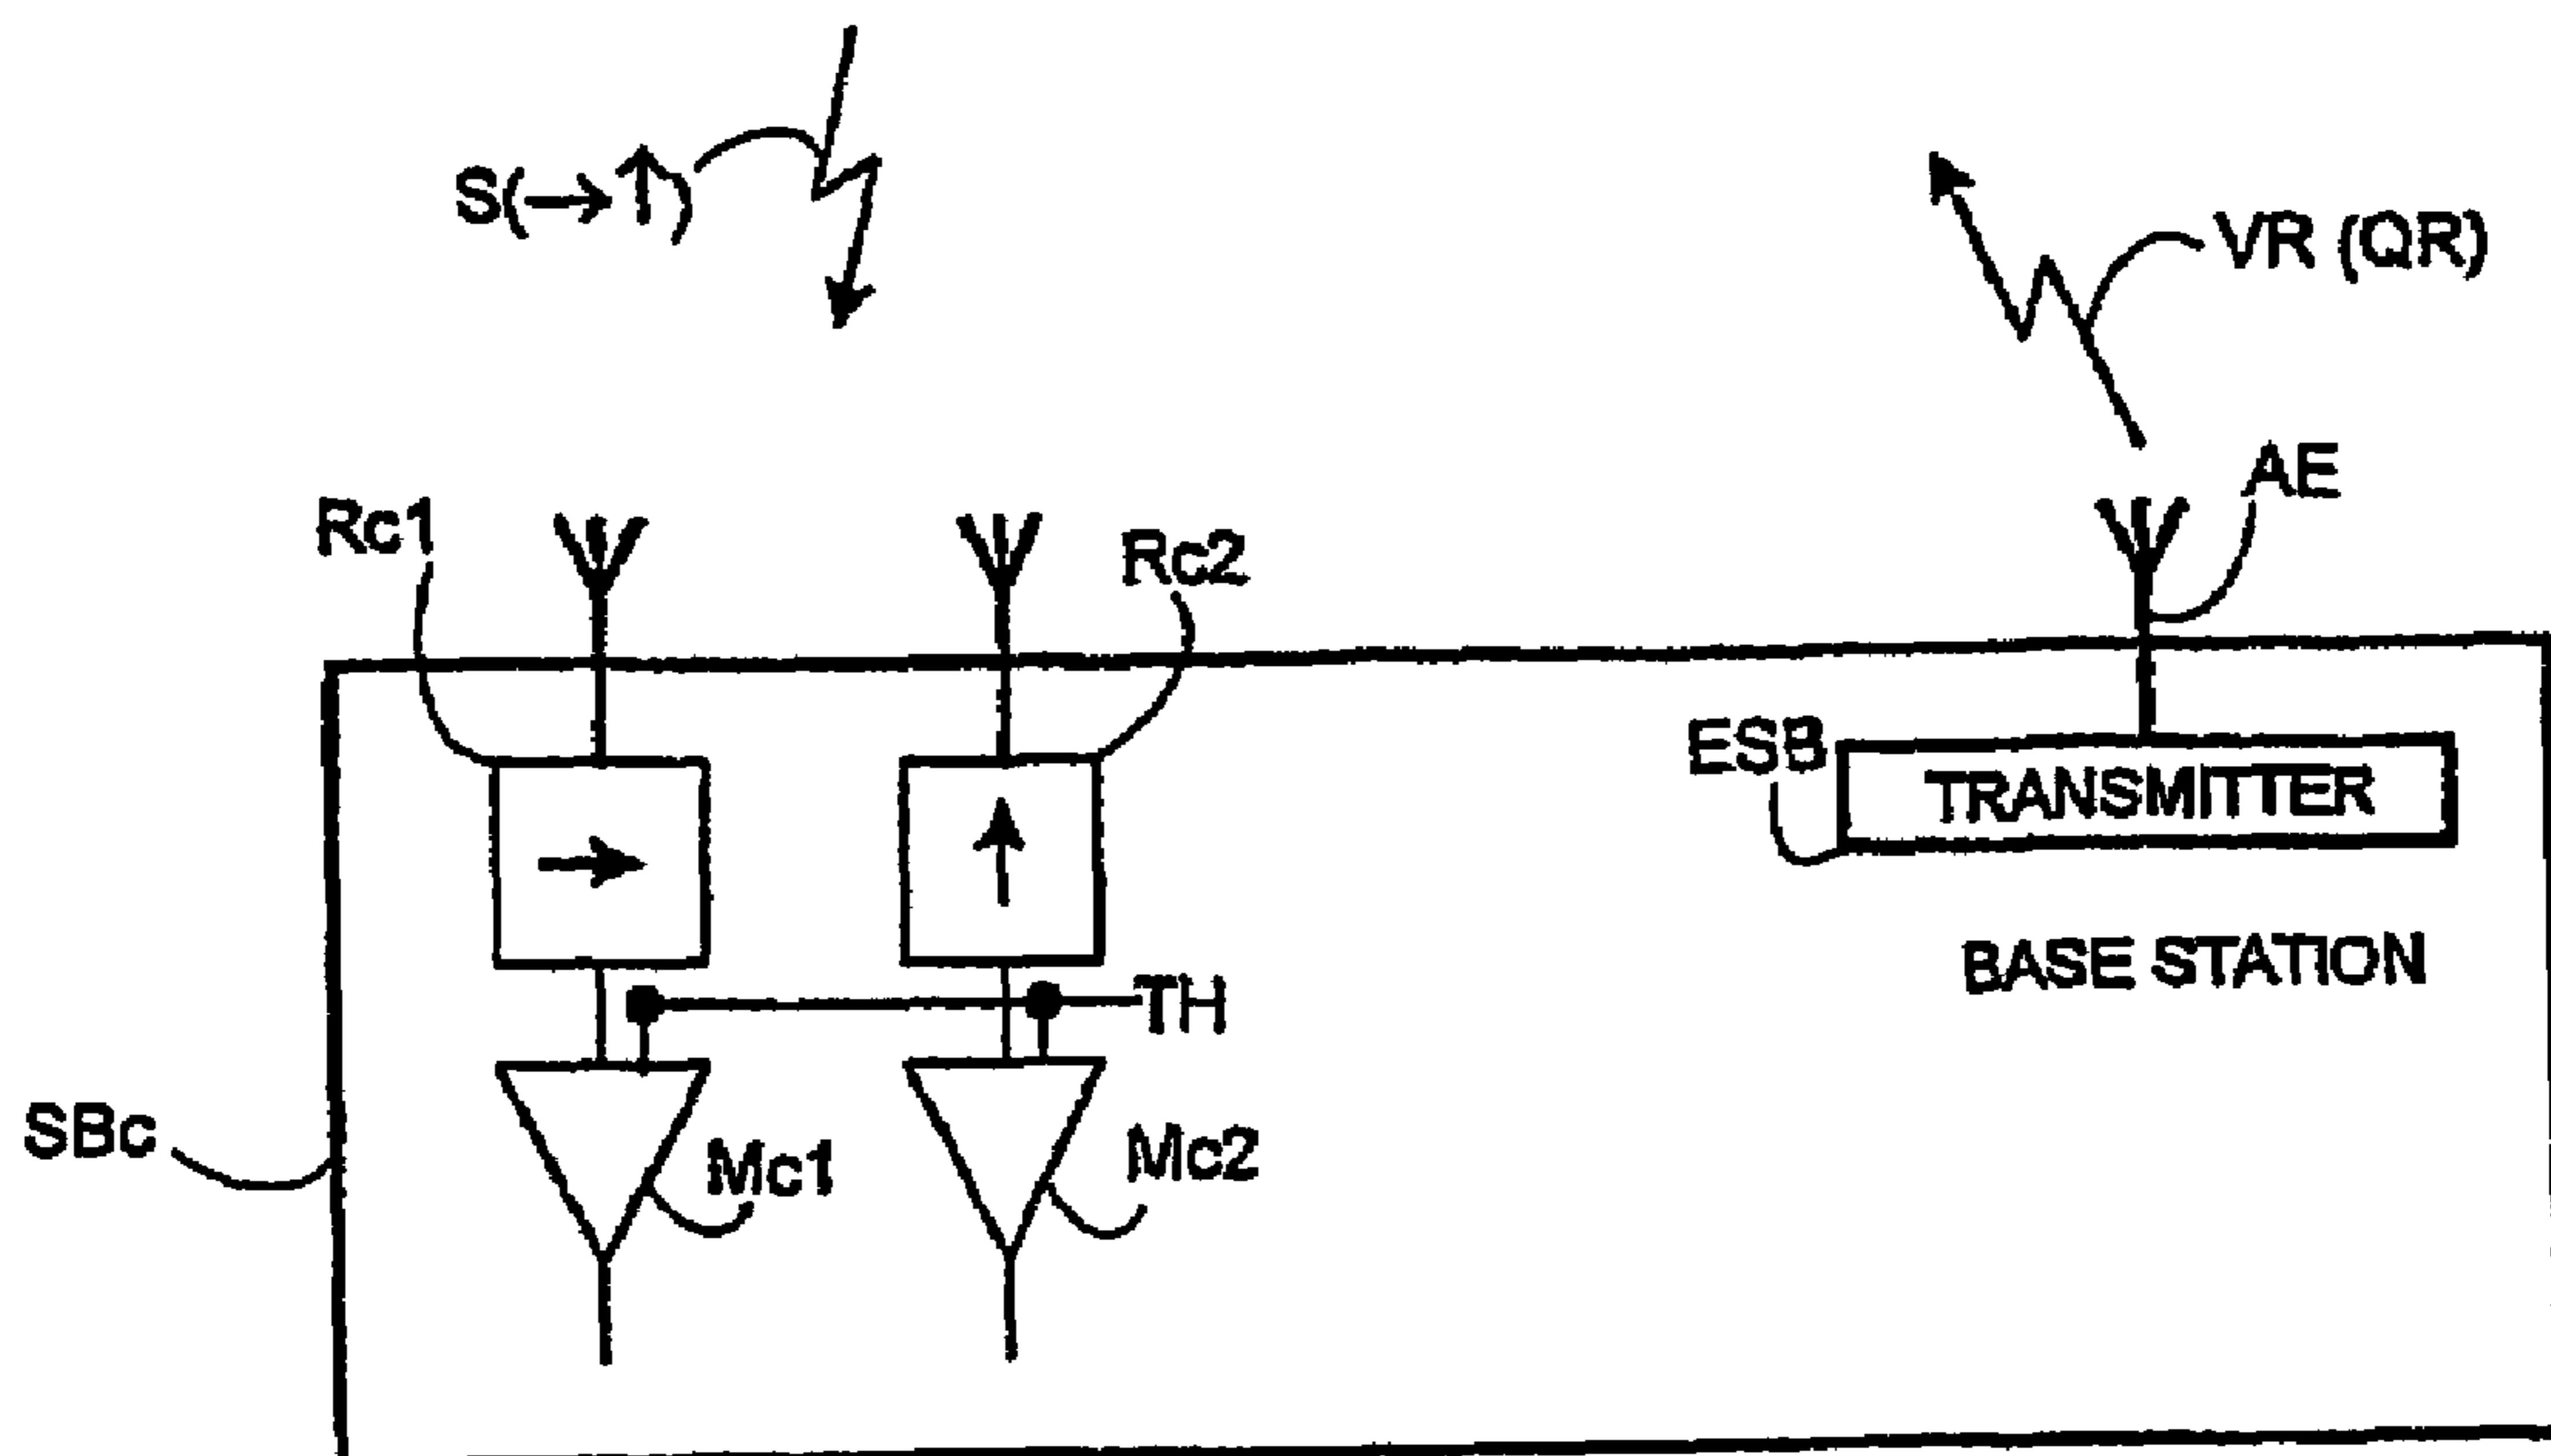 S(→↑)
VR (QR)
AE
Rc1
Rc2
ESB
TRANSMITTER
BASE STATION
TH
SBc
Mc1
Mc2